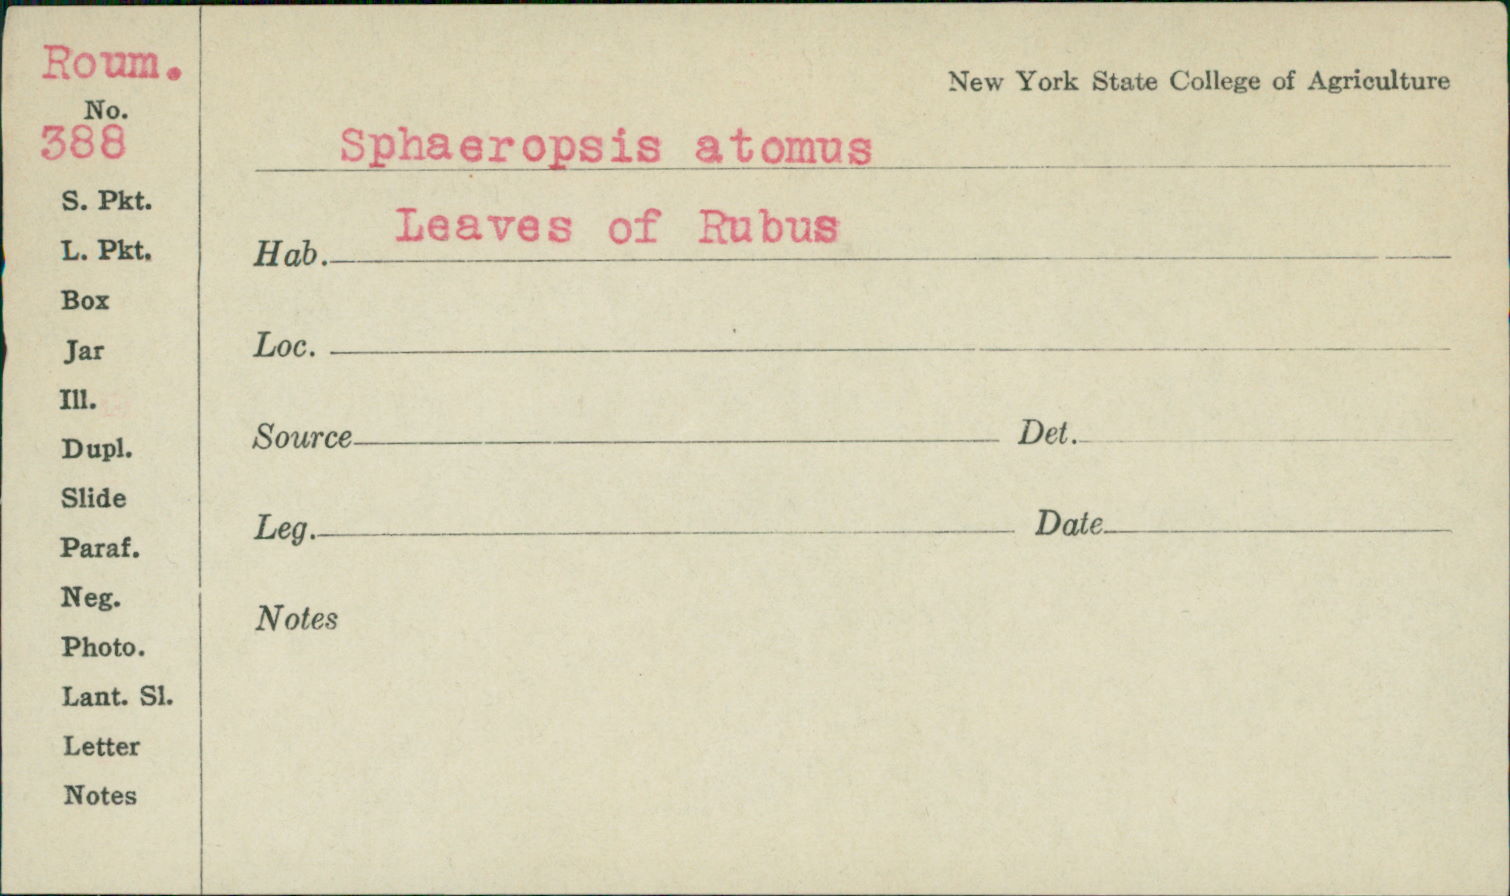 Roum.
No.
388
S. Pkt.
L. Pkt.
Box
Jar
Ill.
Dupl.
Slide
Paraf.
Neg.
Photo.
Lant. Sl.
Letter
Notes
New York State College of Agriculture
Sphaeropsis atomus
Hab. Leaves of Rubus
Loc.
Source Det.
Leg. Date
Notes